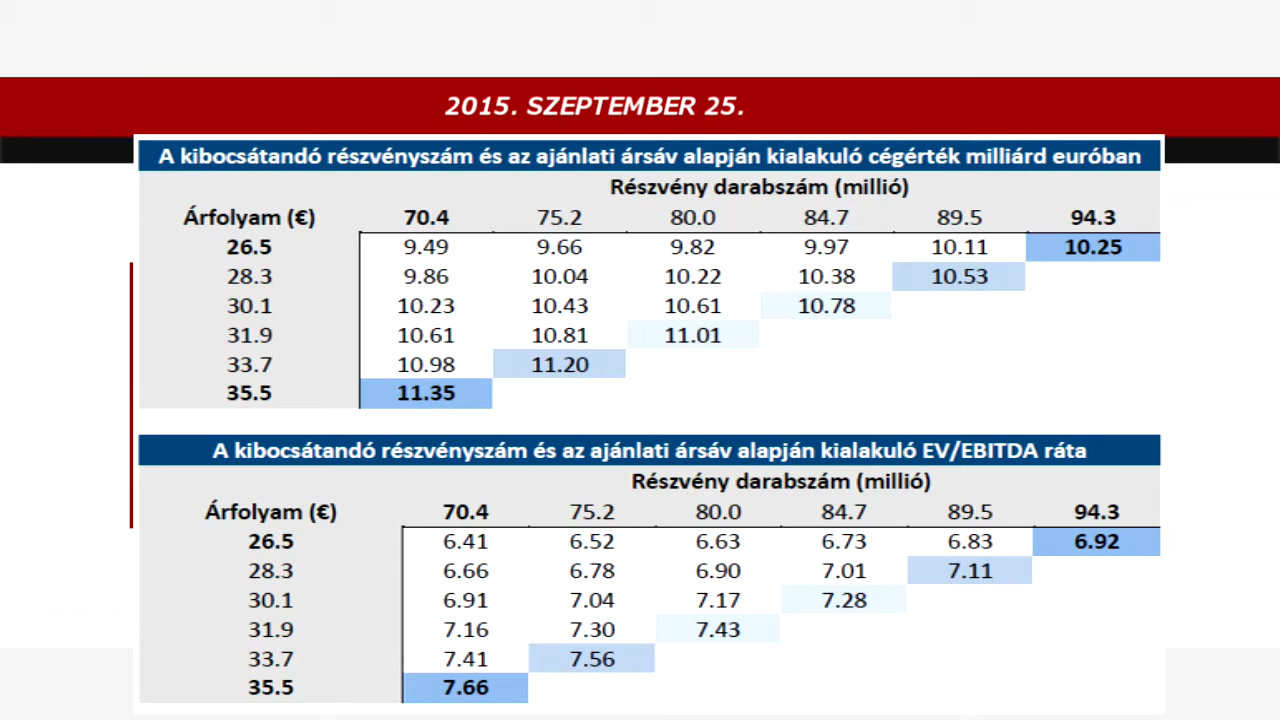 2015. SZEPTEMBER 25.
A kibocsátandó részvényszám és az ajánlati ársáv alapján kialakuló cégérték milliárd euróban
Részvény darabszám (millió)
Árfolyam (€) 70.4 75.2 80.0 84.7 89.5 94.3
26.5 9.49 9.66 9.82 9.97 10.11 10.25
28.3 9.86 10.04 10.22 10.38 10.53
30.1 10.23 10.43 10.61 10.78
31.9 10.61 10.81 11.01
33.7 10.98 11.20
35.5 11.35
A kibocsátandó részvényszám és az ajánlati ársáv alapján kialakuló EV/EBITDA ráta
Részvény darabszám (millió)
Árfolyam (€) 70.4 75.2 80.0 84.7 89.5 94.3
26.5 6.41 6.52 6.63 6.73 6.83 6.92
28.3 6.66 6.78 6.90 7.01 7.11
30.1 6.91 7.04 7.17 7.28
31.9 7.16 7.30 7.43
33.7 7.41 7.56
35.5 7.66